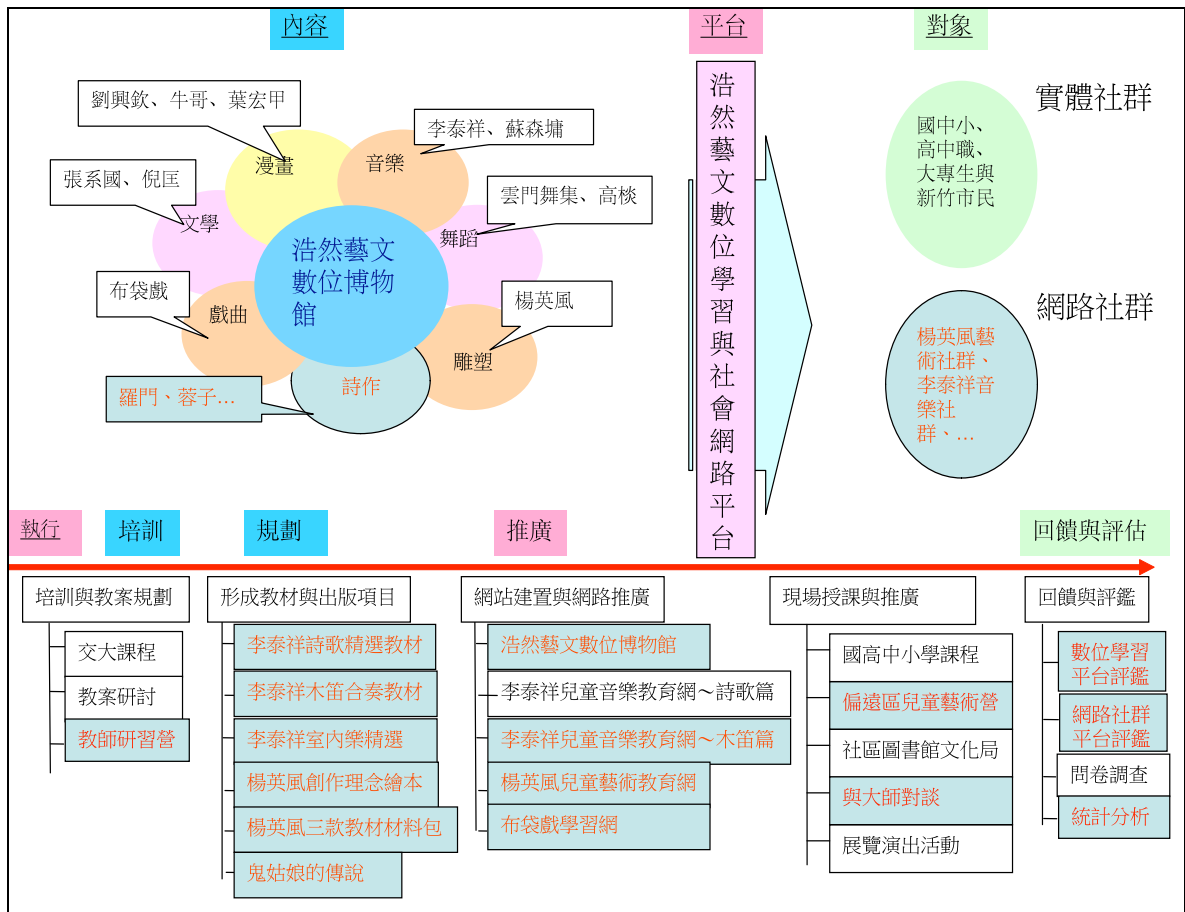 內容
平台
對象
劉興欽、牛哥、葉宏甲
李泰祥、蘇森墉
張系國、倪匡
雲門舞集、高棪
布袋戲
楊英風
羅門、蓉子…
漫畫
音樂
文學
舞蹈
戲曲
雕塑
詩作
浩然藝文
數位博物
館
浩然藝文數位學習與社會網路平台
實體社群
國中小、
高中職、
大專生與
新竹市民
網路社群
楊英風藝
術社群、
李泰祥音
樂社
群、…
執行
培訓
規劃
推廣
回饋與評估
培訓與教案規劃
交大課程
教案研討
教師研習營
形成教材與出版項目
李泰祥詩歌精選教材
李泰祥木笛合奏教材
李泰祥室內樂精選
楊英風創作理念繪本
楊英風三款教材材料包
鬼姑娘的傳說
網站建置與網路推廣
浩然藝文數位博物館
李泰祥兒童音樂教育網～詩歌篇
李泰祥兒童音樂教育網～木笛篇
楊英風兒童藝術教育網
布袋戲學習網
現場授課與推廣
國高中小學課程
偏遠區兒童藝術營
社區圖書館文化局
與大師對談
展覽演出活動
回饋與評鑑
數位學習
平台評鑑
網路社群
平台評鑑
問卷調查
統計分析